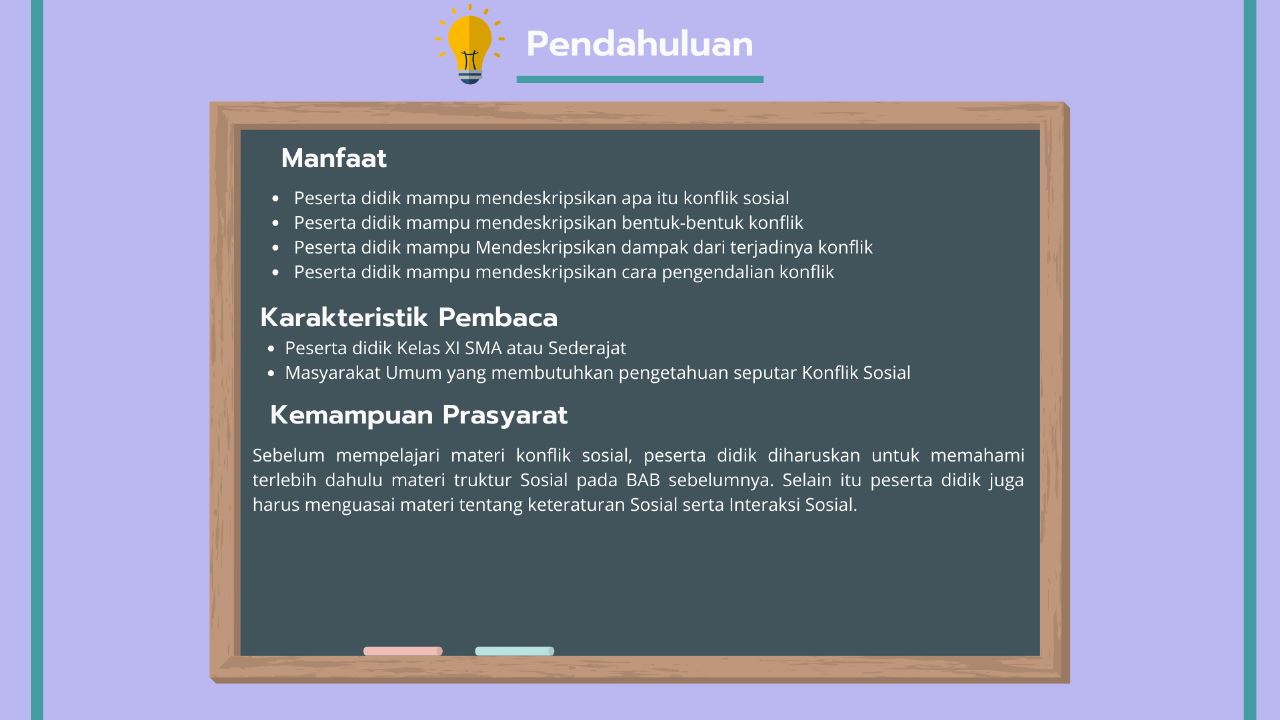 Pendahuluan
Manfaat
• Peserta didik mampu mendeskripsikan apa itu konflik sosial
• Peserta didik mampu mendeskripsikan bentuk-bentuk konflik
• Peserta didik mampu Mendeskripsikan dampak dari terjadinya konflik
• Peserta didik mampu mendeskripsikan cara pengendalian konflik
Karakteristik Pembaca
• Peserta didik Kelas XI SMA atau Sederajat
• Masyarakat Umum yang membutuhkan pengetahuan seputar Konflik Sosial
Kemampuan Prasyarat
Sebelum mempelajari materi konflik sosial, peserta didik diharuskan untuk memahami
terlebih dahulu materi truktur Sosial pada BAB sebelumnya. Selain itu peserta didik juga
harus menguasai materi tentang keteraturan Sosial serta Interaksi Sosial.